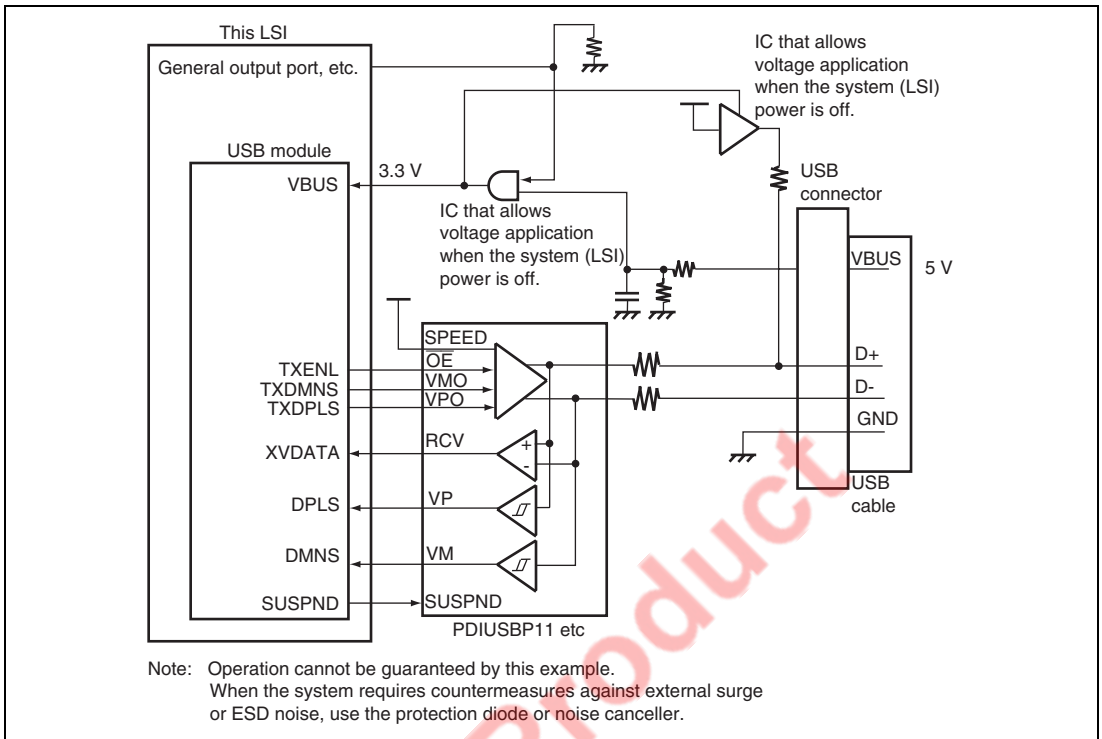 This LSI
General output port, etc.
IC that allows
voltage application
when the system (LSI)
power is off.
USB module
VBUS
3.3 V
IC that allows
voltage application
when the system (LSI)
power is off.
USB
connector
VBUS
5 V
SPEED
TXENL
OE
TXDMNS
VMO
TXDPLS
VPO
D+
D-
GND
XVDATA
RCV
+
-
DPLS
VP
DMNS
VM
SUSPND
SUSPND
USB
cable
PDIUSBP11 etc
Note: Operation cannot be guaranteed by this example.
When the system requires countermeasures against external surge
or ESD noise, use the protection diode or noise canceller.
Product